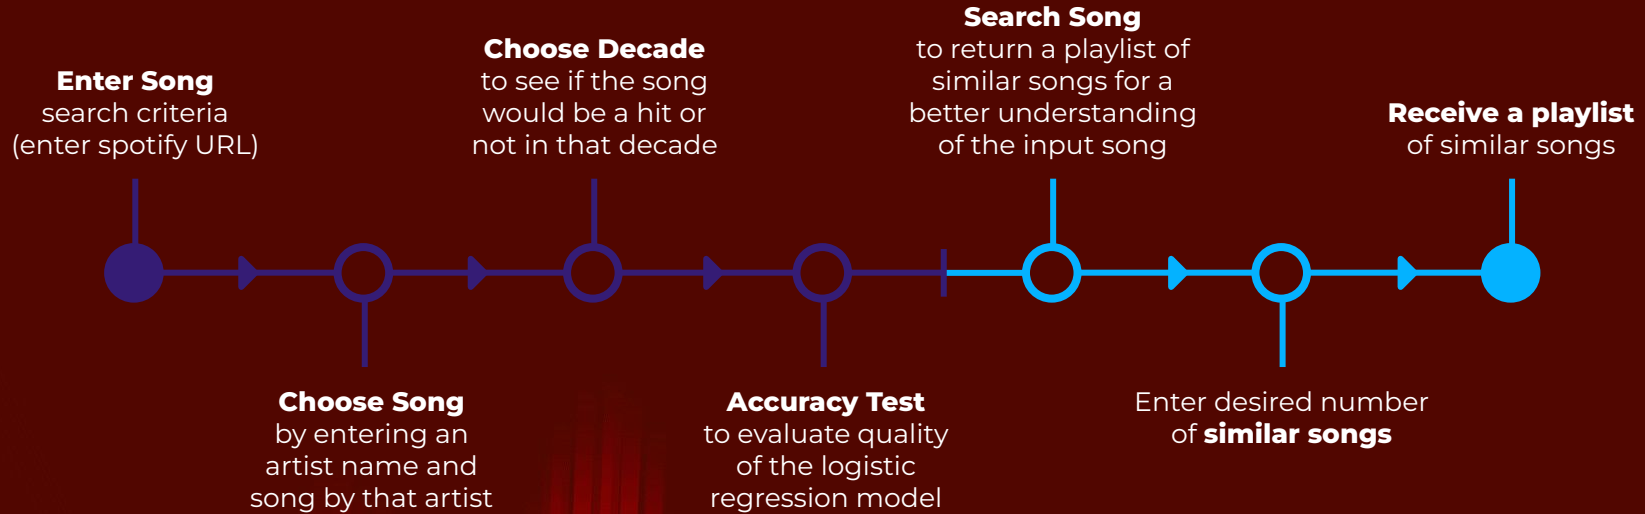 Enter Song
search criteria
(enter spotify URL)
Choose Song
by entering an
artist name and
song by that artist
Choose Decade
to see if the song
would be a hit or
not in that decade
Accuracy Test
to evaluate quality
of the logistic
regression model
Search Song
to return a playlist of
similar songs for a
better understanding
of the input song
Enter desired number
of similar songs
Receive a playlist
of similar songs